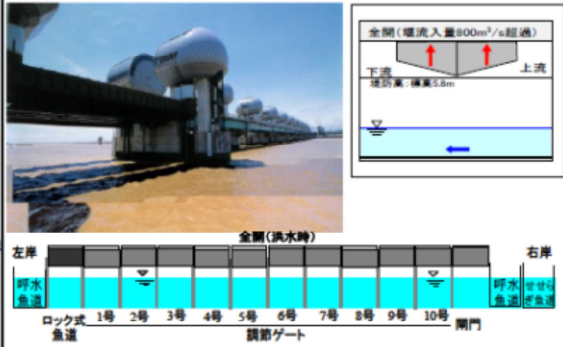 全開(堰流入量800m³/s超過)
下流
上流
堤防高:標高5.8m
全開(洪水時)
左岸
右岸
呼水
魚道
呼水
魚道
せせら
ぎ魚道
ロック式
魚道
1号 2号 3号 4号 5号 6号 7号 8号 9号 10号
閘門
調節ゲート